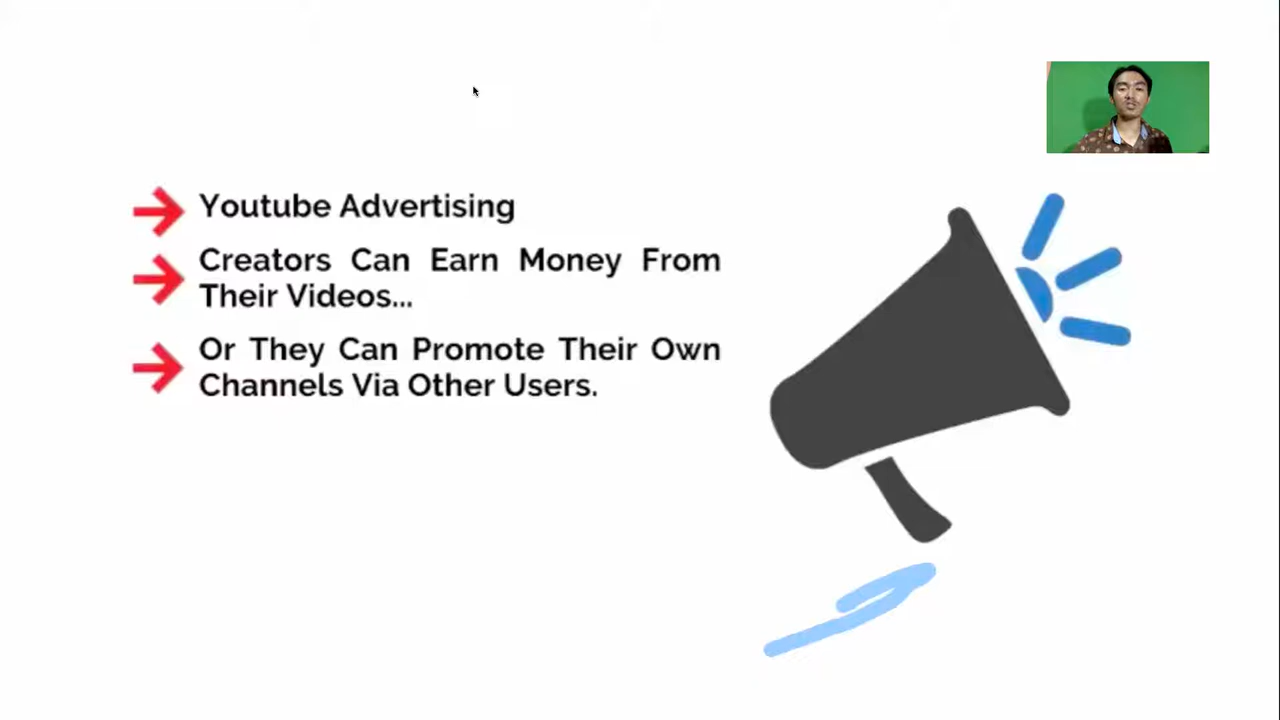 Youtube Advertising
Creators Can Earn Money From
Their Videos...
Or They Can Promote Their Own
Channels Via Other Users.